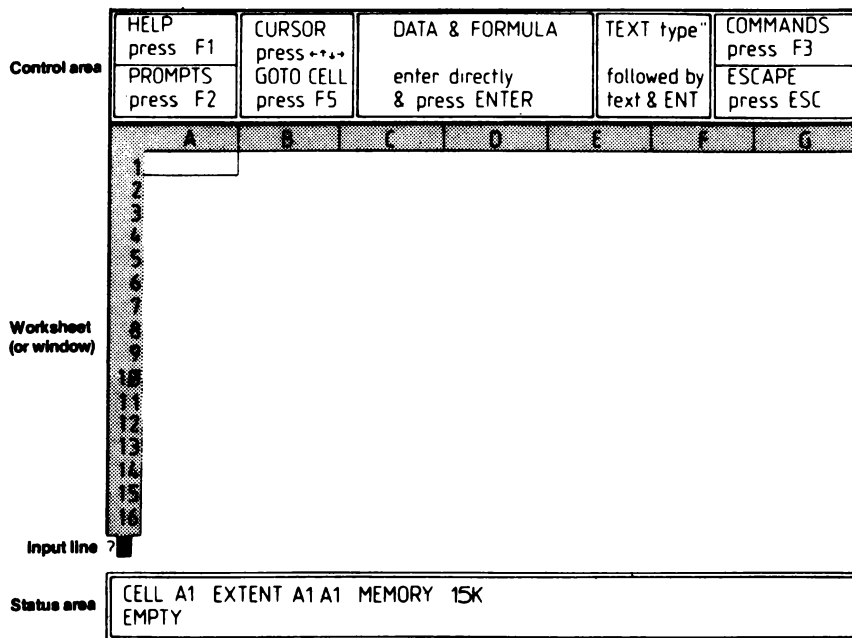 HELP
press F1
PROMPTS
press F2
CURSOR
press ←↑↓→
GOTO CELL
press F5
DATA & FORMULA
enter directly
& press ENTER
TEXT type"
followed by
text & ENT
COMMANDS
press F3
ESCAPE
press ESC
Control area
A B C D E F G
1
2
3
4
5
6
7
8
9
10
11
12
13
14
15
16
Worksheet
(or window)
Input line ?
Status area
CELL A1 EXTENT A1 A1 MEMORY 15K
EMPTY